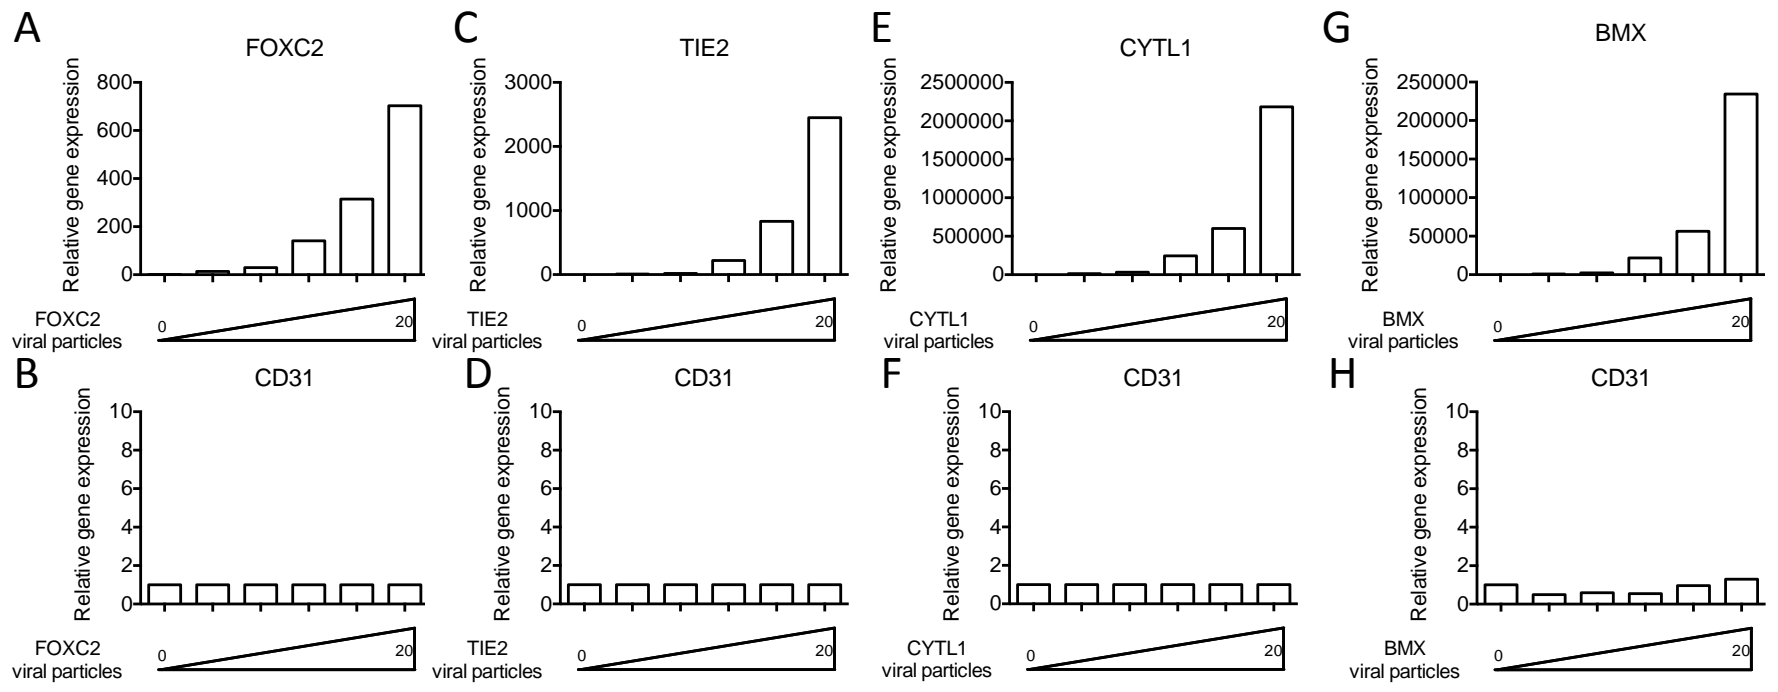 A
FOXC2
Relative gene expression
800
600
400
200
0
FOXC2
viral particles
0
20
C
TIE2
Relative gene expression
3000
2000
1000
0
TIE2
viral particles
0
20
E
CYTL1
Relative gene expression
2500000
2000000
1500000
1000000
500000
0
CYTL1
viral particles
0
20
G
BMX
Relative gene expression
250000
200000
150000
100000
50000
0
BMX
viral particles
0
20
B
CD31
Relative gene expression
10
8
6
4
2
0
FOXC2
viral particles
0
20
D
CD31
Relative gene expression
10
8
6
4
2
0
TIE2
viral particles
0
20
F
CD31
Relative gene expression
10
8
6
4
2
0
CYTL1
viral particles
0
20
H
CD31
Relative gene expression
10
8
6
4
2
0
BMX
viral particles
0
20